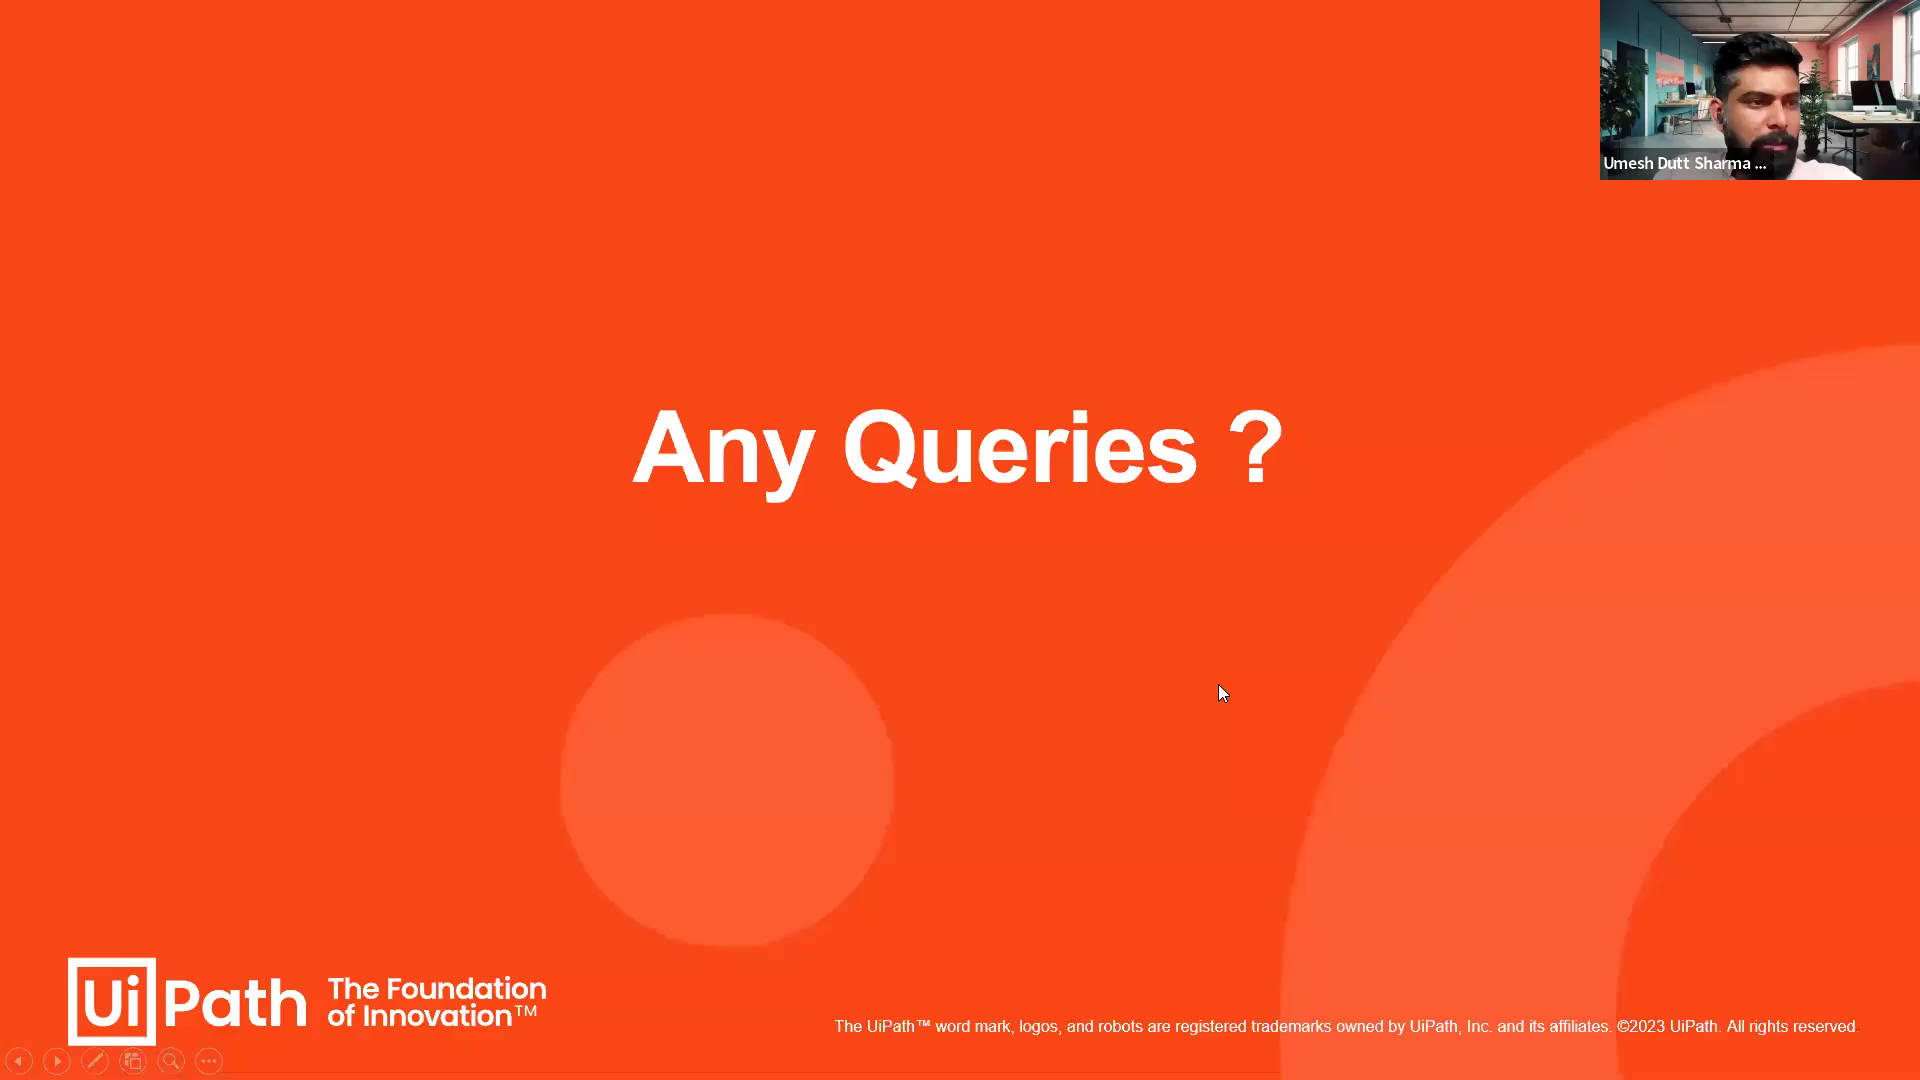 Umesh Dutt Sharma ...
Any Queries ?
UiPath
The Foundation
of Innovation™
The UiPath™ word mark, logos, and robots are registered trademarks owned by UiPath, Inc. and its affiliates. ©2023 UiPath. All rights reserved.